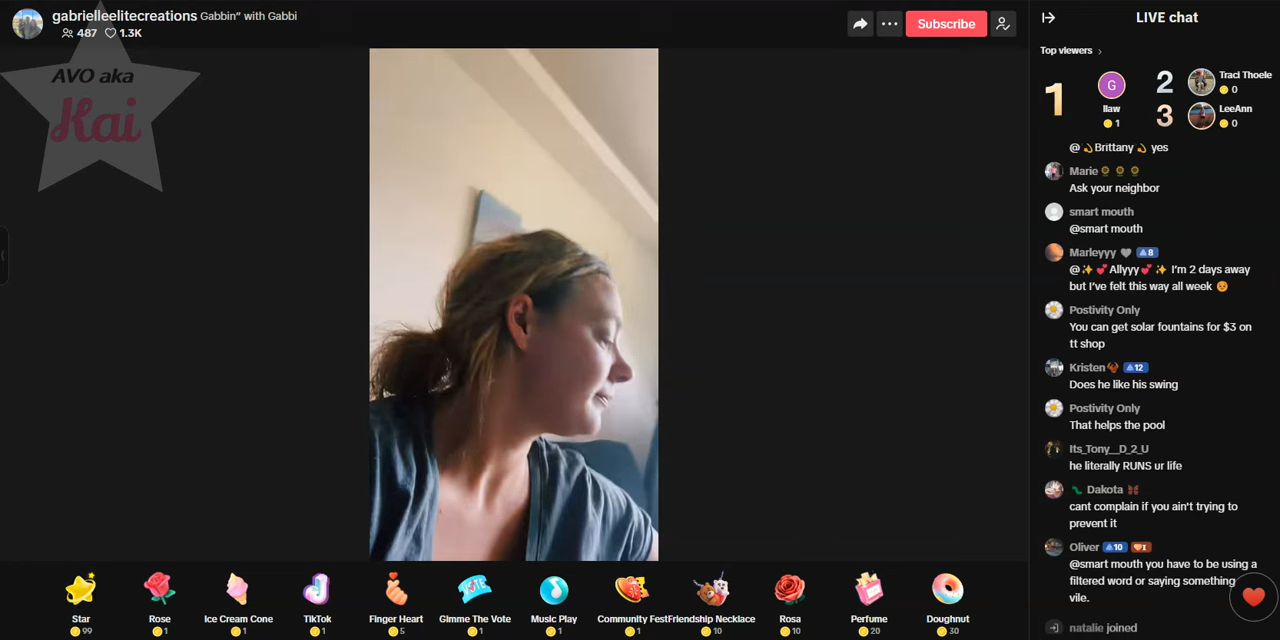 gabrielleelitecreations Gabbin" with Gabbi
487 1.3K
Subscribe
AVO aka
Kai
LIVE chat
Top viewers
1
G
llaw
1
2
Traci Thoele
0
3
LeeAnn
0
@ Brittany yes
Marie
Ask your neighbor
smart mouth
@smart mouth
Marleyyy 8
@ Allyyy I'm 2 days away
but I've felt this way all week
Postivity Only
You can get solar fountains for $3 on
tt shop
Kristen 12
Does he like his swing
Postivity Only
That helps the pool
Its_Tony__D_2_U
he literally RUNS ur life
Dakota
cant complain if you ain't trying to
prevent it
Oliver 10 I
@smart mouth you have to be using a
filtered word or saying something
vile.
natalie joined
VOTE
Star Rose Ice Cream Cone TikTok Finger Heart Gimme The Vote Music Play Community Fest Friendship Necklace Rosa Perfume Doughnut
99 1 1 1 5 1 1 1 10 10 20 30